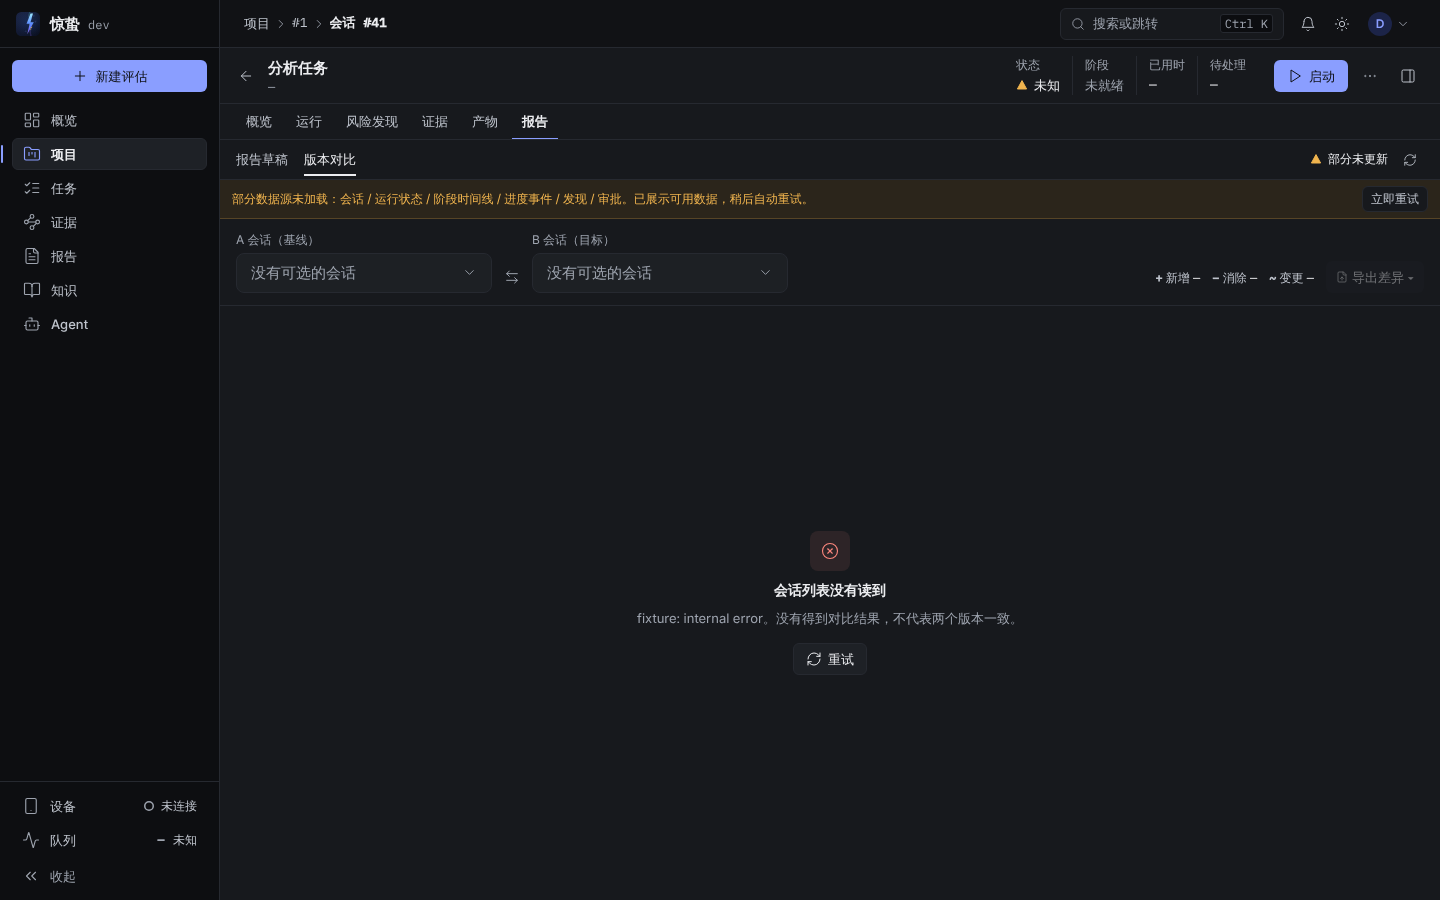 惊蛰 dev
项目 #1 会话 #41
搜索或跳转 Ctrl K
D
新建评估
概览
项目
任务
证据
报告
知识
Agent
设备 未连接
队列 – 未知
收起
分析任务
–
状态 未知
阶段 未就绪
已用时 –
待处理 –
启动
概览 运行 风险发现 证据 产物 报告
报告草稿 版本对比
部分未更新
部分数据源未加载：会话 / 运行状态 / 阶段时间线 / 进度事件 / 发现 / 审批。已展示可用数据，稍后自动重试。
立即重试
A 会话（基线）
没有可选的会话
B 会话（目标）
没有可选的会话
+ 新增 – − 消除 – ~ 变更 –
导出差异
会话列表没有读到
fixture: internal error。没有得到对比结果，不代表两个版本一致。
重试